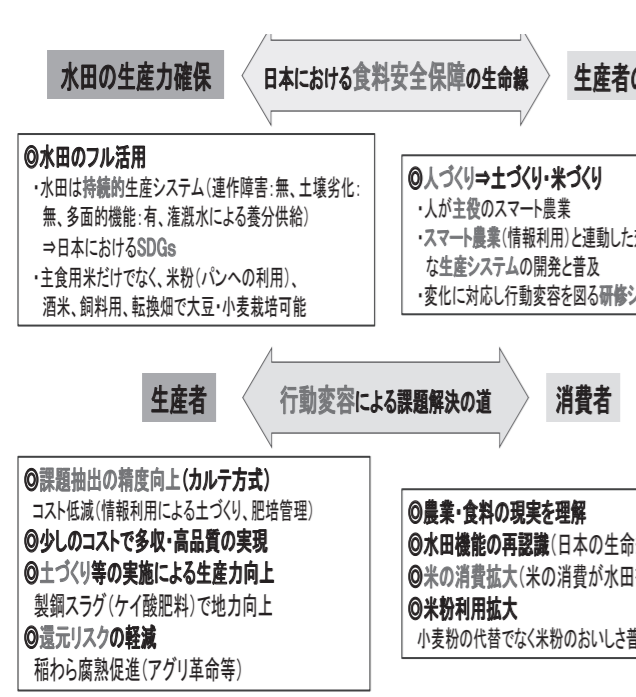 水田の生産力確保
日本における食料安全保障の生命線
生産者の
◎水田のフル活用
・水田は持続的生産システム(連作障害:無、土壌劣化:
無、多面的機能:有、灌漑水による養分供給)
⇒日本におけるSDGs
・主食用米だけでなく、米粉(パンへの利用)、
酒米、飼料用、転換畑で大豆・小麦栽培可能
◎人づくり⇒土づくり・米づくり
・人が主役のスマート農業
・スマート農業(情報利用)と連動した
な生産システムの開発と普及
・変化に対応し行動変容を図る研修シ
生産者
行動変容による課題解決の道
消費者
◎課題抽出の精度向上(カルテ方式)
コスト低減(情報利用による土づくり、肥培管理)
◎少しのコストで多収・高品質の実現
◎土づくり等の実施による生産力向上
製鋼スラグ(ケイ酸肥料)で地力向上
◎還元リスクの軽減
稲わら腐熟促進(アグリ革命等)
◎農業・食料の現実を理解
◎水田機能の再認識(日本の生命
◎米の消費拡大(米の消費が水田
◎米粉利用拡大
小麦粉の代替でなく米粉のおいしさ普